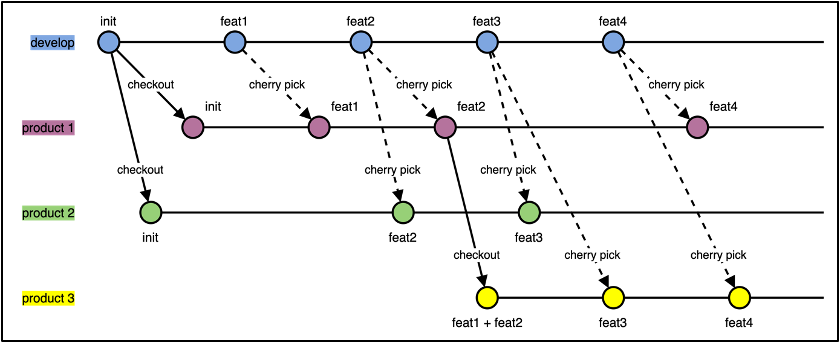 init feat1 feat2 feat3 feat4
develop
checkout cherry pick cherry pick cherry pick
init feat1 feat2 feat4
product 1
checkout cherry pick cherry pick
product 2
init feat2 feat3
checkout cherry pick cherry pick
product 3
feat1 + feat2 feat3 feat4